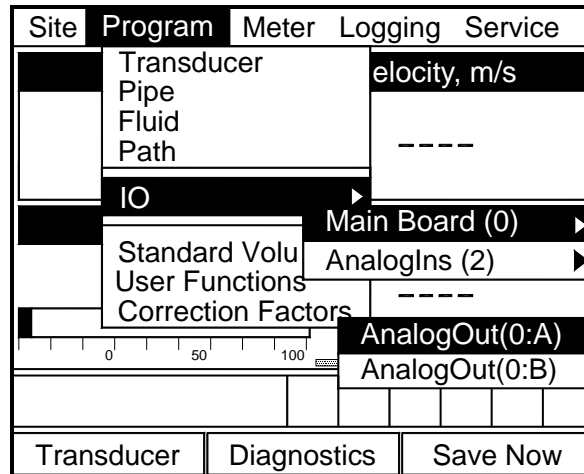 Site Program Meter Logging Service
Transducer
Pipe
Fluid
Path
elocity, m/s
----
IO
Main Board (0)
AnalogIns (2)
Standard Volu
User Functions
Correction Factors
----
AnalogOut(0:A)
AnalogOut(0:B)
0 50 100
Transducer Diagnostics Save Now